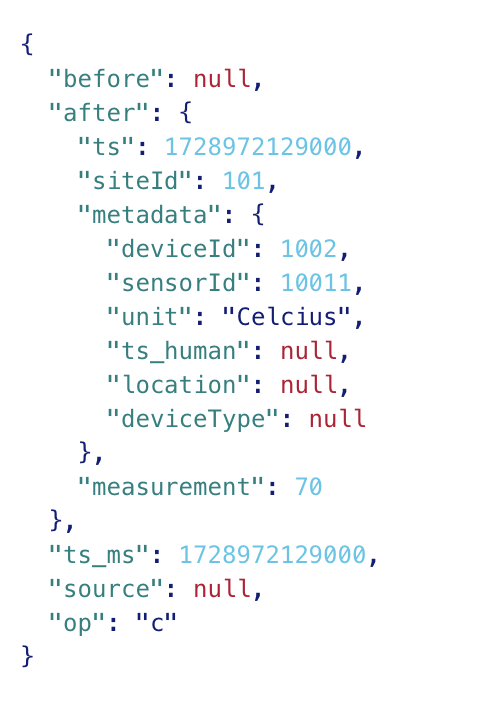 {
  "before": null,
  "after": {
    "ts": 1728972129000,
    "siteId": 101,
    "metadata": {
      "deviceId": 1002,
      "sensorId": 10011,
      "unit": "Celcius",
      "ts_human": null,
      "location": null,
      "deviceType": null
    },
    "measurement": 70
  },
  "ts_ms": 1728972129000,
  "source": null,
  "op": "c"
}